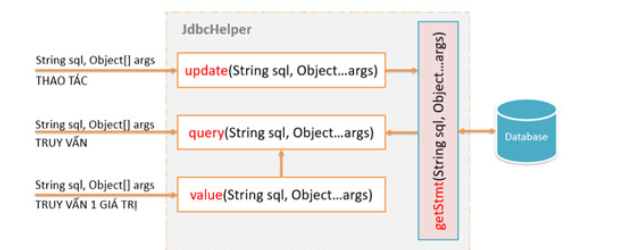 JdbcHelper
String sql, Object[] args
THAO TÁC
update(String sql, Object...args)
String sql, Object[] args
TRUY VẤN
query(String sql, Object...args)
String sql, Object[] args
TRUY VẤN 1 GIÁ TRỊ
value(String sql, Object...args)
getStmt(String sql, Object...args)
Database